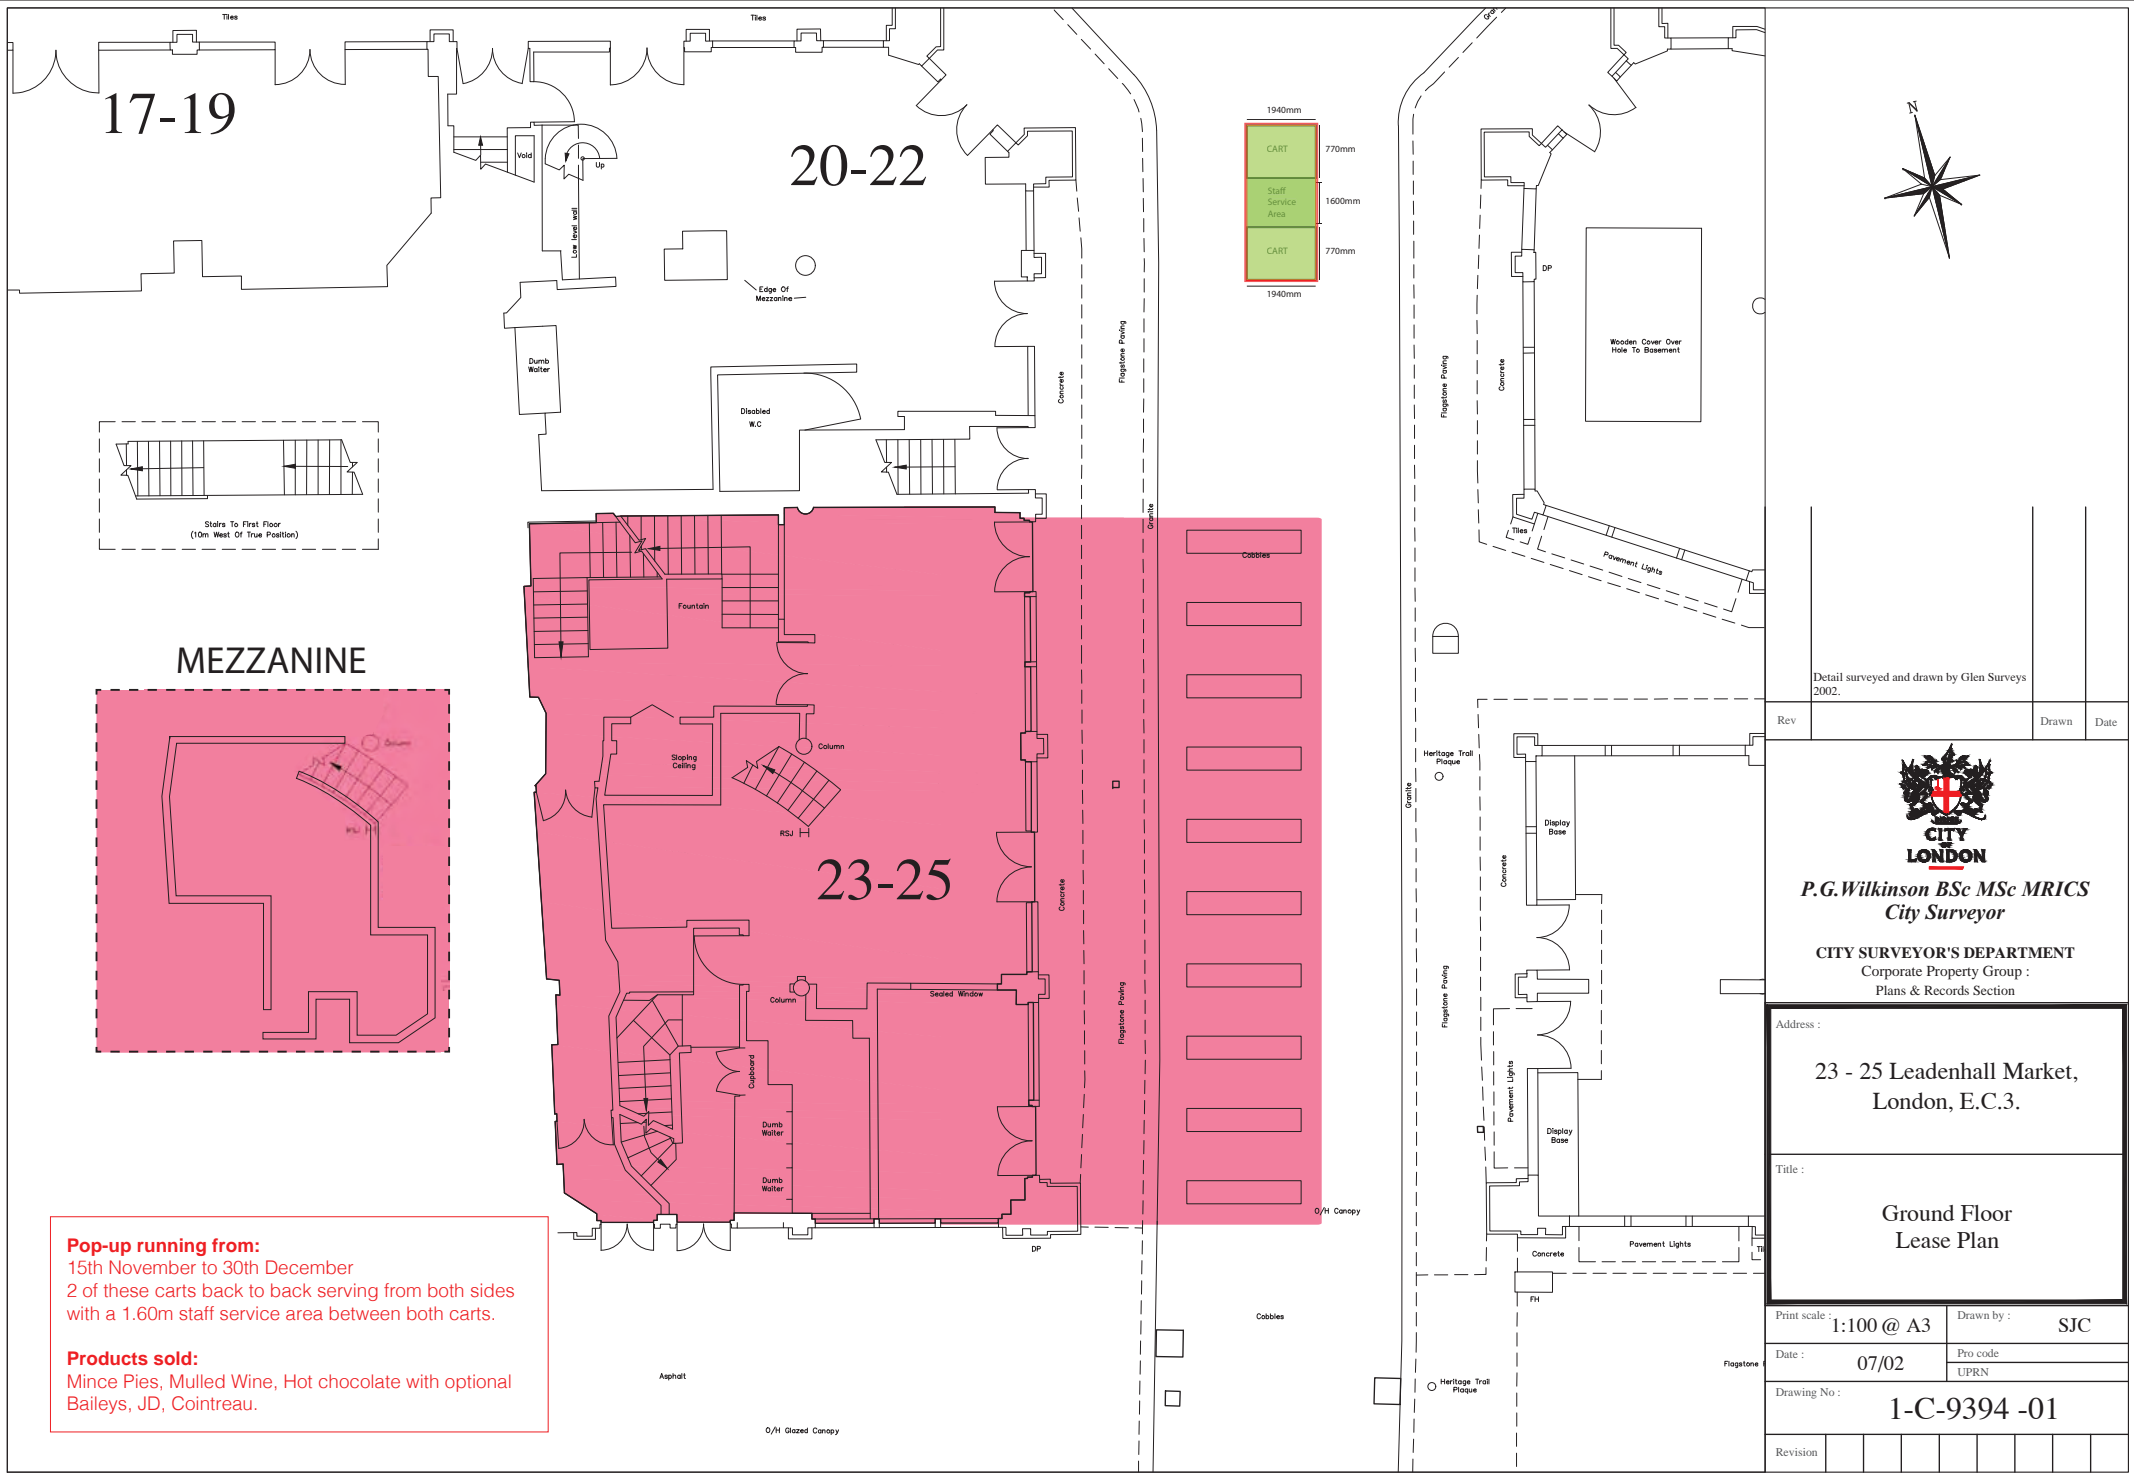 Tiles
Tiles
Gra
17-19
20-22
Void
Up
Low level wall
Edge Of
Mezzanine
Dumb
Waiter
Disabled
W.C
Concrete
Flagstone Paving
Granite
1940mm
CART
770mm
Staff
Service
Area
1600mm
CART
770mm
1940mm
Flagstone Paving
Concrete
DP
Wooden Cover Over
Hole To Basement
Tiles
Pavement Lights
N
Stairs To First Floor
(10m West Of True Position)
MEZZANINE
Column
RSJ
Fountain
Cobbles
Sloping
Ceiling
Column
RSJ
23-25
Concrete
Flagstone Paving
Column
Sealed Window
Cupboard
Dumb
Waiter
Dumb
Waiter
O/H Canopy
DP
Heritage Trail
Plaque
Granite
Display
Base
Concrete
Flagstone Paving
Pavement Lights
Display
Base
Concrete
Pavement Lights
Til
FH
Cobbles
Asphalt
O/H Glazed Canopy
Heritage Trail
Plaque
Flagstone
Pop-up running from:
15th November to 30th December
2 of these carts back to back serving from both sides
with a 1.60m staff service area between both carts.
Products sold:
Mince Pies, Mulled Wine, Hot chocolate with optional
Baileys, JD, Cointreau.
Detail surveyed and drawn by Glen Surveys
2002.
Rev
Drawn
Date
CITY
OF
LONDON
P.G.Wilkinson BSc MSc MRICS
City Surveyor
CITY SURVEYOR'S DEPARTMENT
Corporate Property Group :
Plans & Records Section
Address :
23 - 25 Leadenhall Market,
London, E.C.3.
Title :
Ground Floor
Lease Plan
Print scale :
1:100 @ A3
Drawn by :
SJC
Date :
07/02
Pro code
UPRN
Drawing No :
1-C-9394 -01
Revision